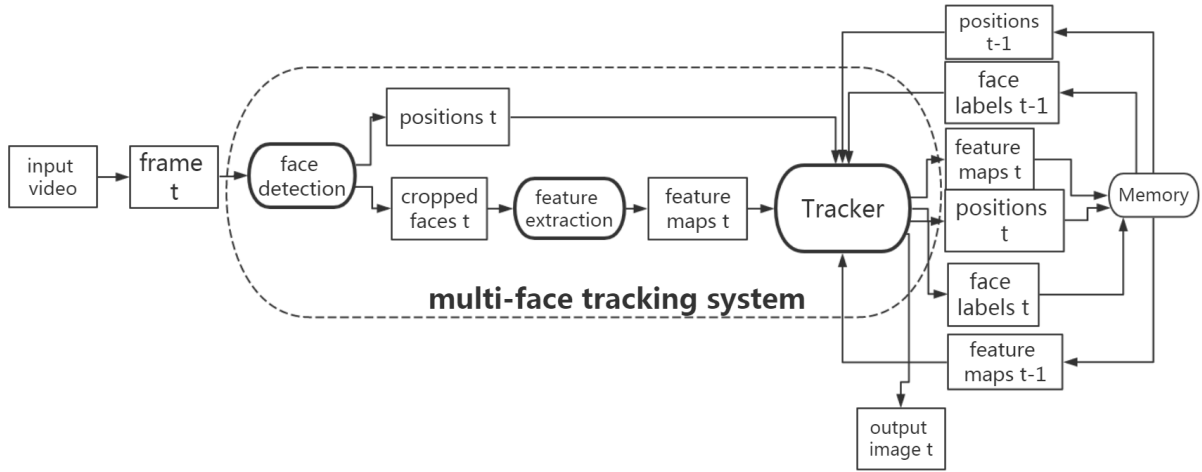 input
video
frame
t
face
detection
positions t
cropped
faces t
feature
extraction
feature
maps t
Tracker
multi-face tracking system
positions
t-1
face
labels t-1
feature
maps t
positions
t
face
labels t
feature
maps t-1
Memory
output
image t